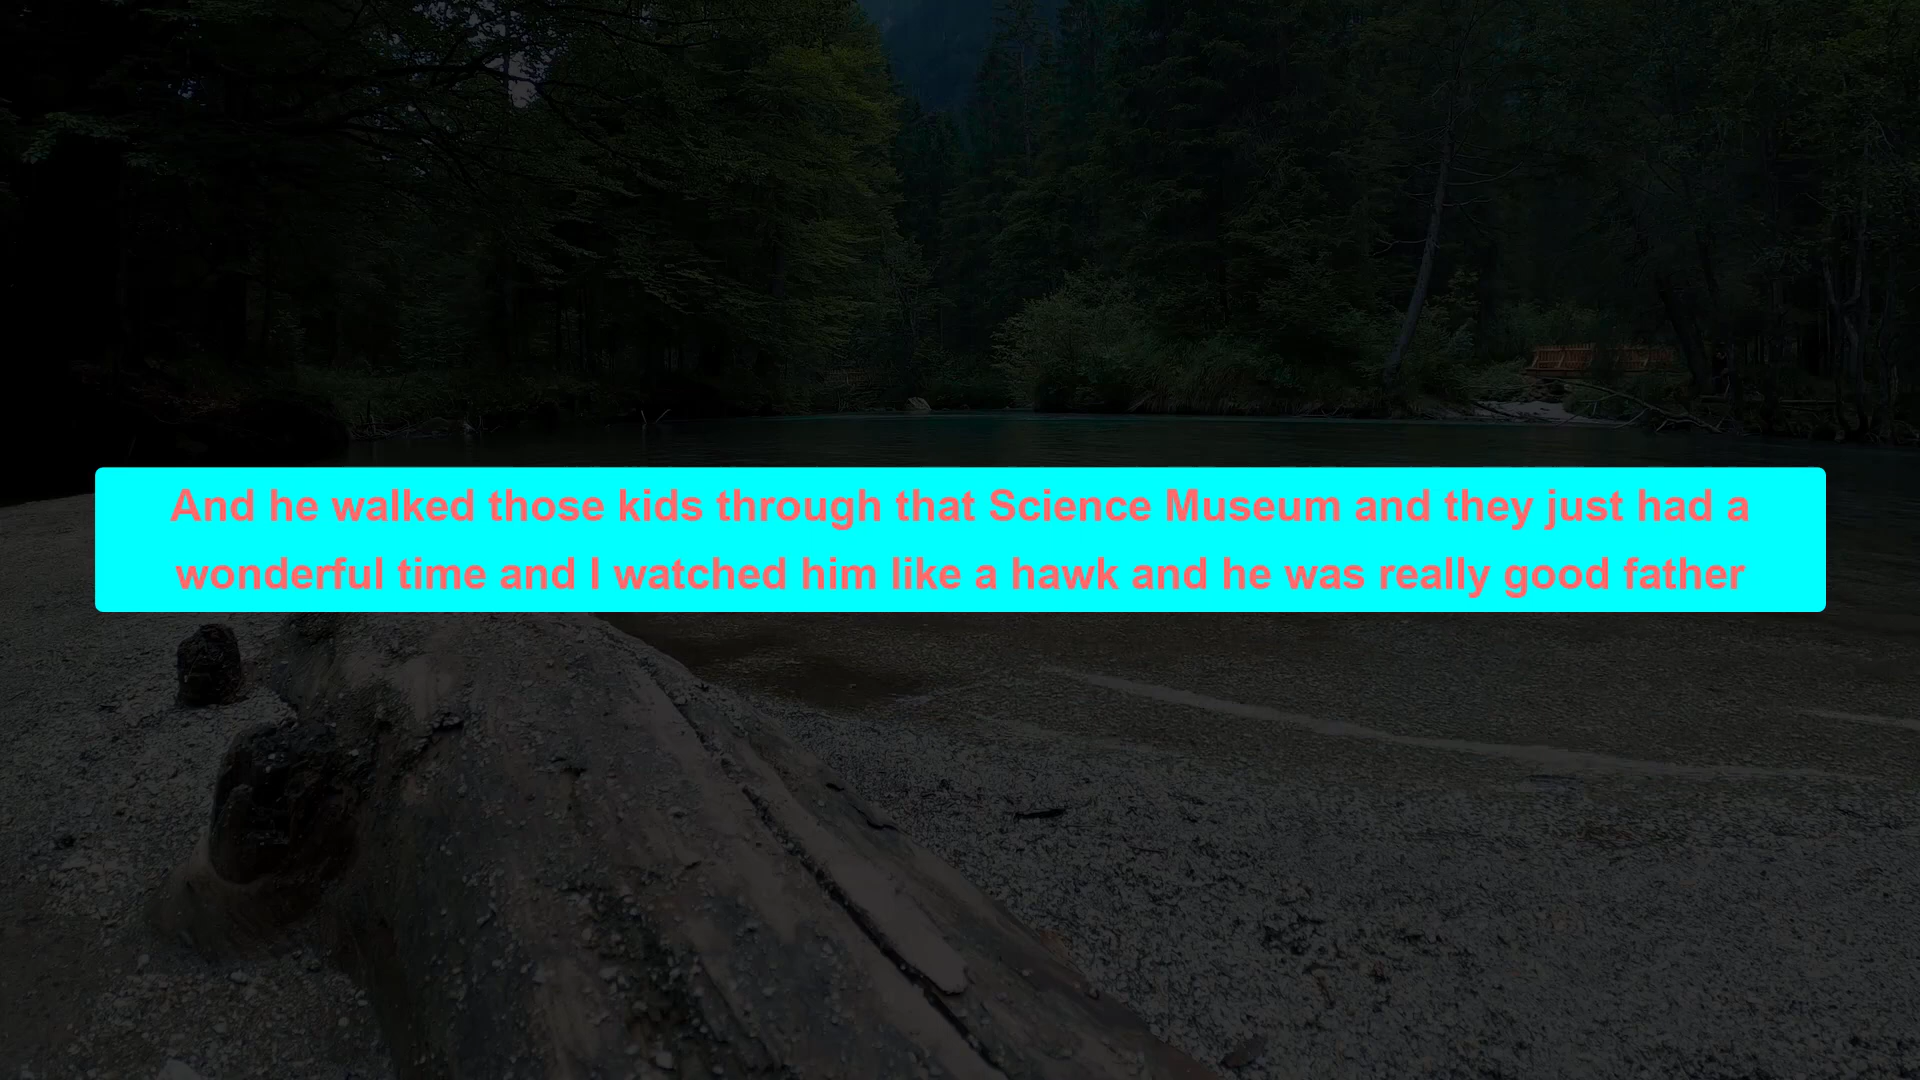 And he walked those kids through that Science Museum and they just had a
wonderful time and I watched him like a hawk and he was really good father